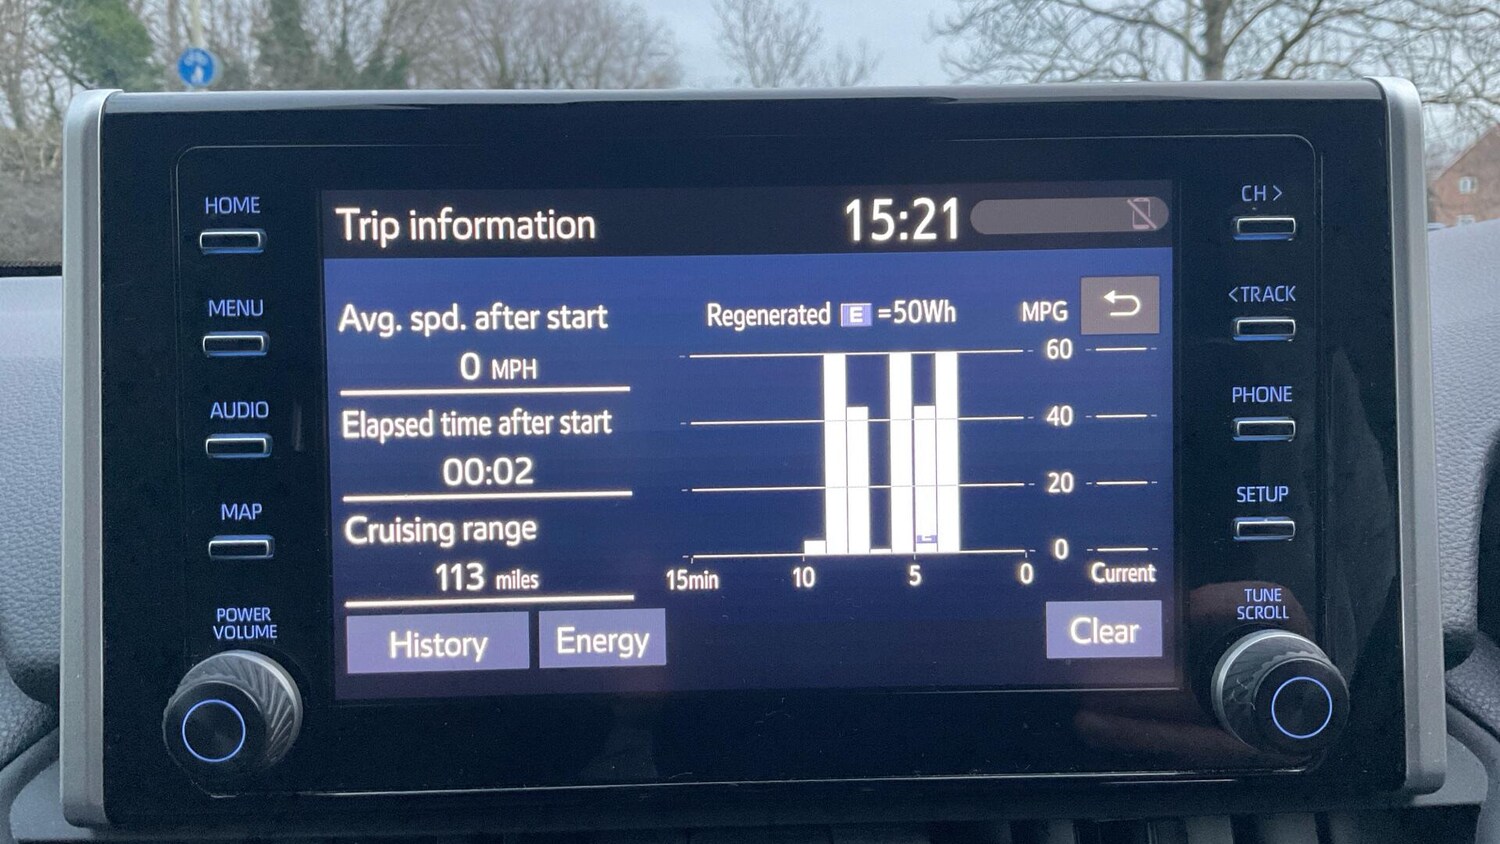 HOME
MENU
AUDIO
MAP
POWER
VOLUME
Trip information
15:21
Avg. spd. after start
0 MPH
Elapsed time after start
00:02
Cruising range
113 miles
History
Energy
Regenerated E =50Wh
MPG
60
40
20
0
E
15min 10 5 0 Current
Clear
CH >
< TRACK
PHONE
SETUP
TUNE
SCROLL